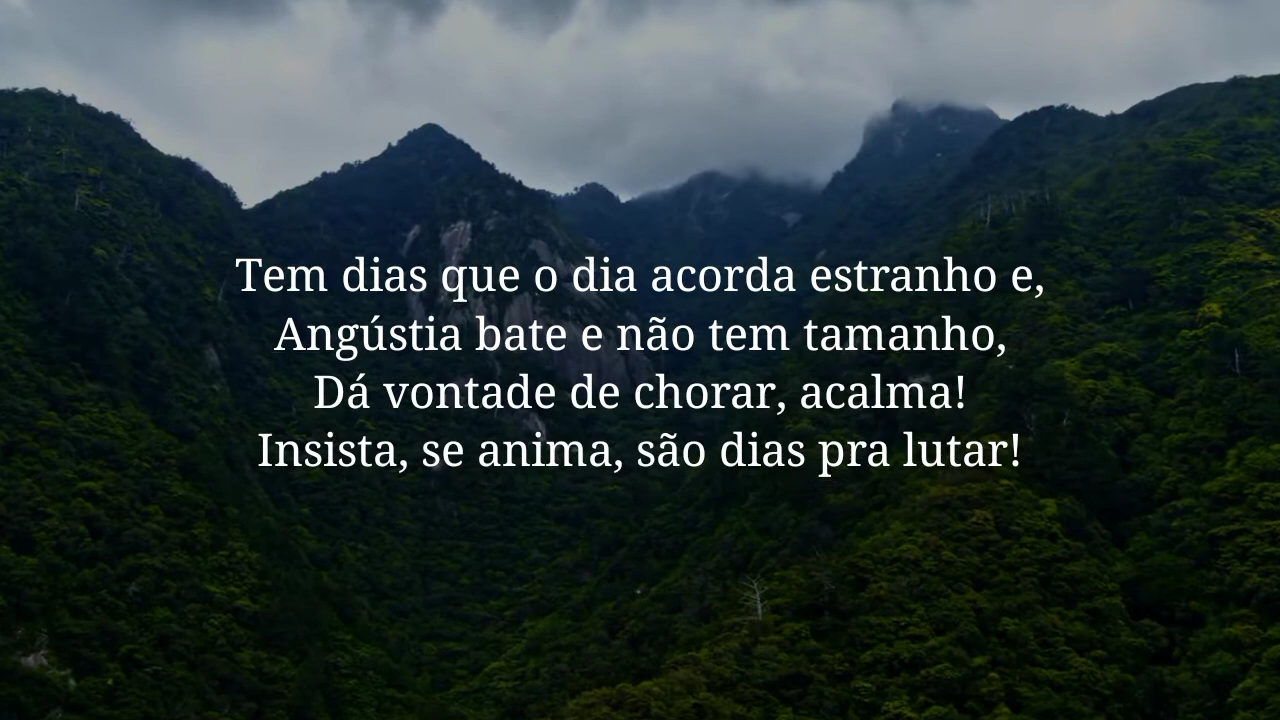 Tem dias que o dia acorda estranho e,
Angústia bate e não tem tamanho,
Dá vontade de chorar, acalma!
Insista, se anima, são dias pra lutar!